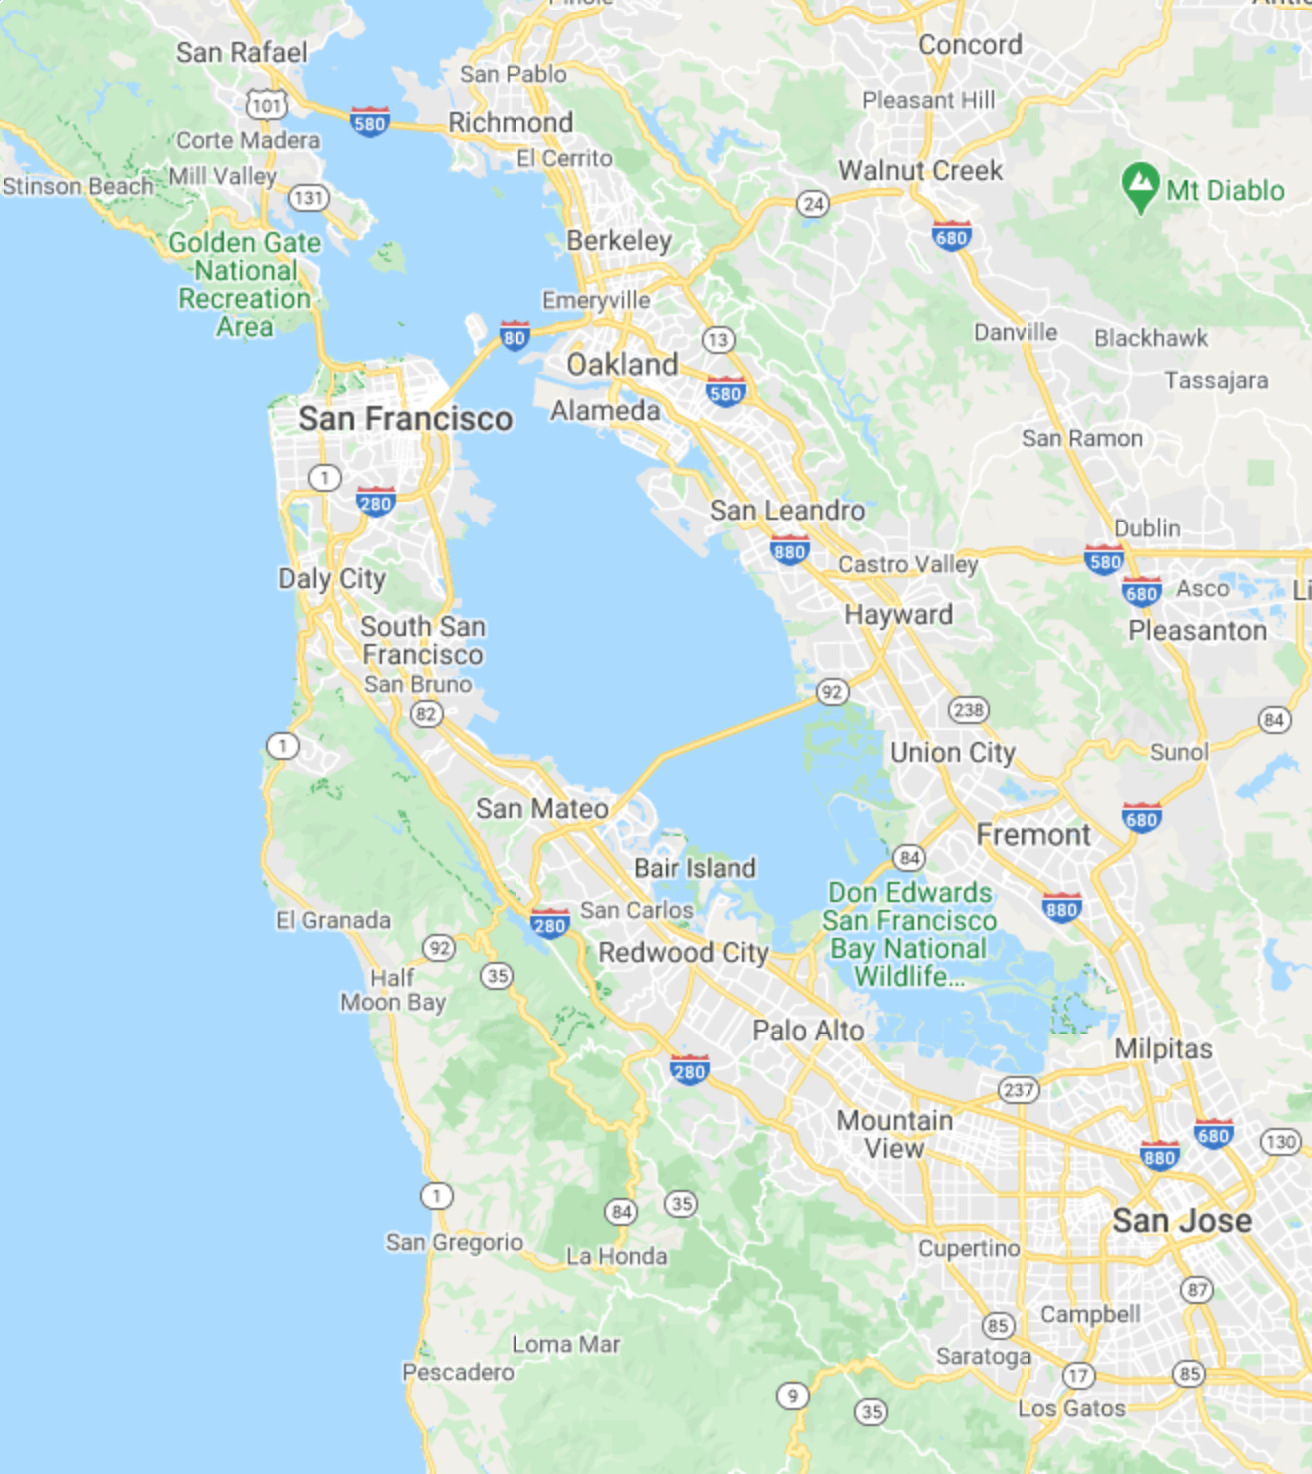 Pinole
San Rafael
Concord
San Pablo
101
Pleasant Hill
580
Richmond
Corte Madera
El Cerrito
Stinson Beach
Mill Valley
Walnut Creek
131
24
Mt Diablo
Golden Gate
National
Recreation
Area
Berkeley
680
Emeryville
80
13
Danville
Blackhawk
Oakland
580
Tassajara
San Francisco
Alameda
San Ramon
1
280
San Leandro
Dublin
880
Castro Valley
580
Daly City
680
Asco
Li
Hayward
South San
Francisco
Pleasanton
San Bruno
92
82
238
84
1
Union City
Sunol
San Mateo
680
Fremont
84
Bair Island
Don Edwards
San Francisco
Bay National
Wildlife...
El Granada
San Carlos
880
280
92
Redwood City
35
Half
Moon Bay
Palo Alto
Milpitas
280
237
Mountain
View
680
880
130
1
84
35
San Jose
San Gregorio
La Honda
Cupertino
87
Campbell
85
Loma Mar
Saratoga
Pescadero
17
85
9
35
Los Gatos